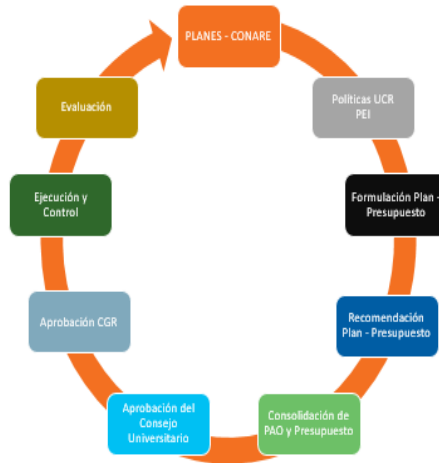 PLANES - CONARE
Políticas UCR
PEI
Formulación Plan -
Presupuesto
Recomendación
Plan - Presupuesto
Consolidación de
PAO y Presupuesto
Aprobación del
Consejo
Universitario
Aprobación CGR
Ejecución y
Control
Evaluación